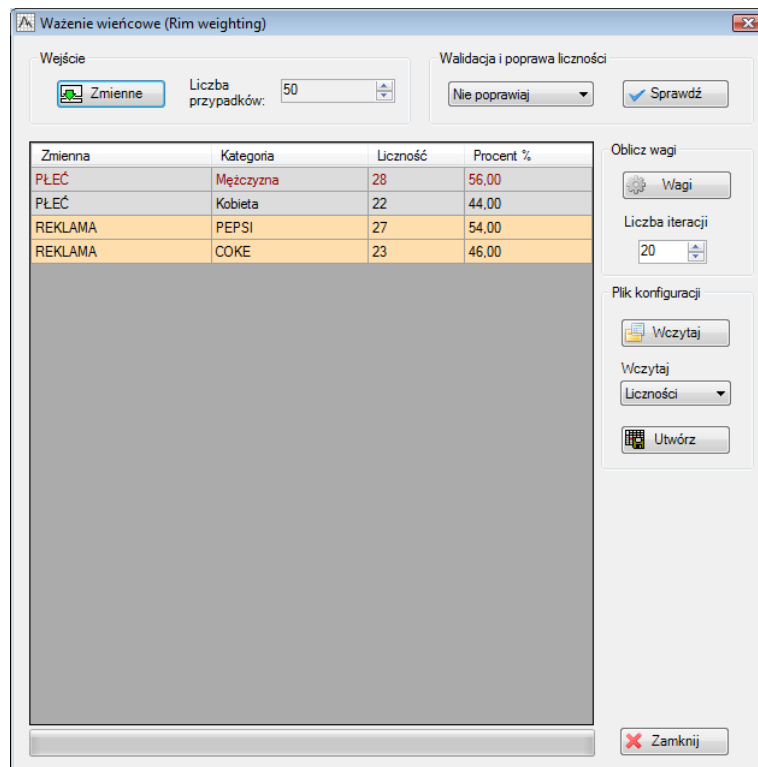 Ważenie wieńcowe (Rim weighting)
Wejście
Zmienne
Liczba
przypadków:
50
Walidacja i poprawa liczności
Nie poprawiaj
Sprawdź
Zmienna Kategoria Liczność Procent %
PŁEĆ Mężczyzna 28 56,00
PŁEĆ Kobieta 22 44,00
REKLAMA PEPSI 27 54,00
REKLAMA COKE 23 46,00
Oblicz wagi
Wagi
Liczba iteracji
20
Plik konfiguracji
Wczytaj
Wczytaj
Liczności
Utwórz
Zamknij